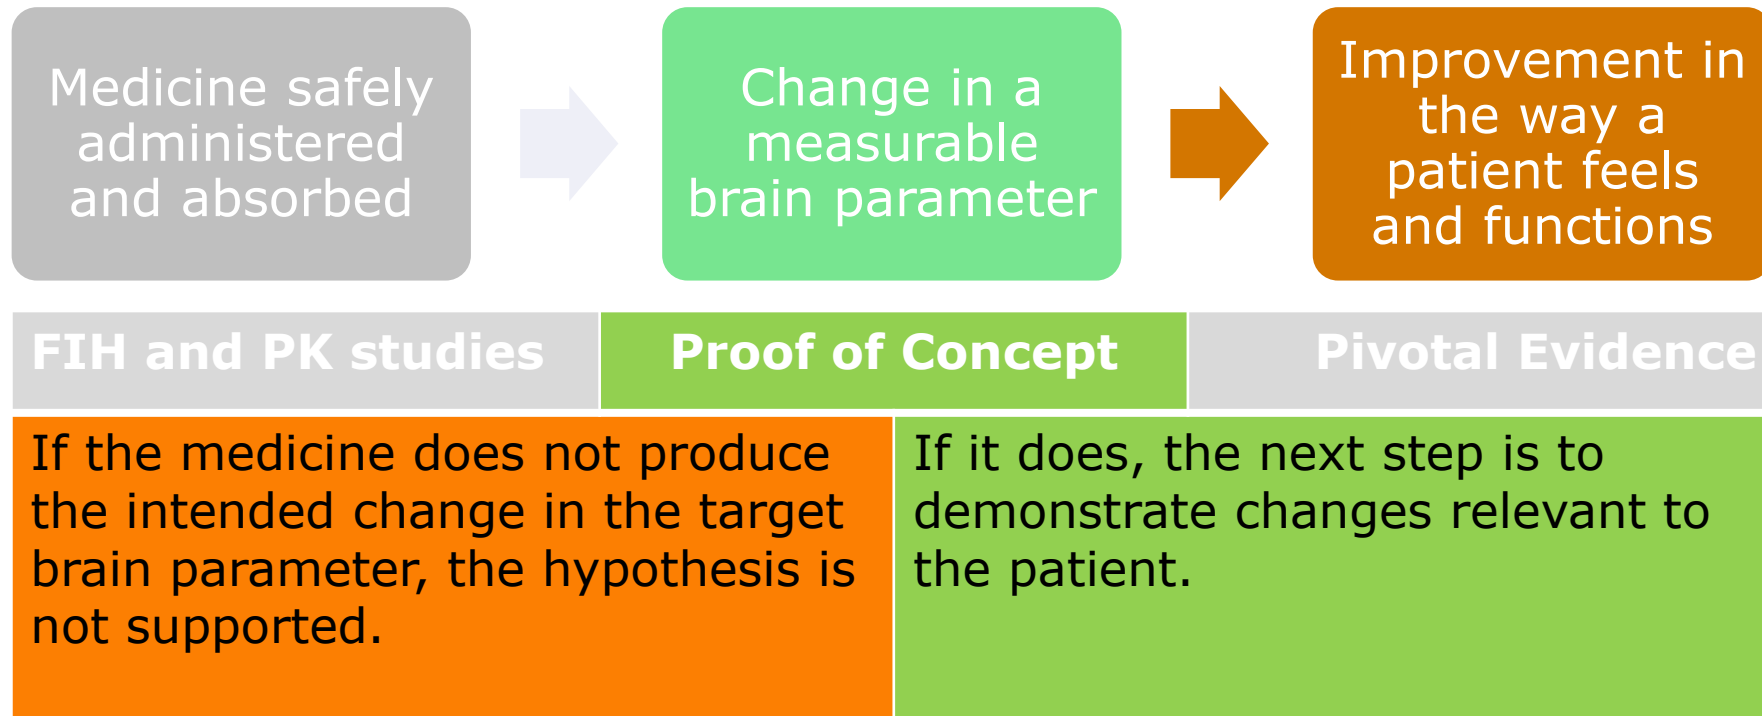 Medicine safely
administered
and absorbed
Change in a
measurable
brain parameter
Improvement in
the way a
patient feels
and functions
FIH and PK studies
Proof of Concept
Pivotal Evidence
If the medicine does not produce
the intended change in the target
brain parameter, the hypothesis is
not supported.
If it does, the next step is to
demonstrate changes relevant to
the patient.